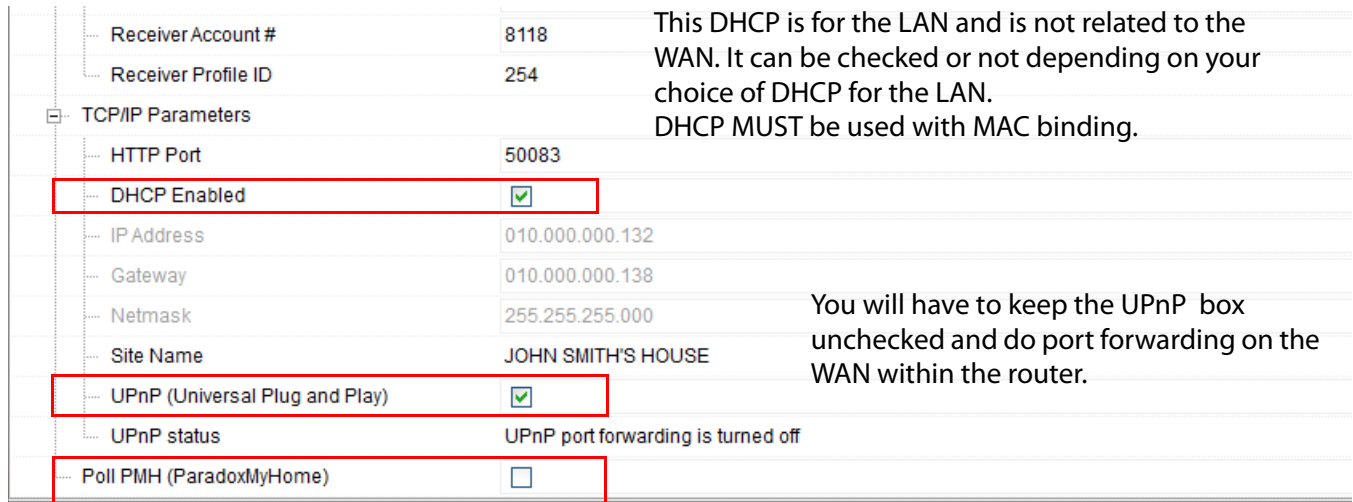 Receiver Account # 8118
Receiver Profile ID 254
This DHCP is for the LAN and is not related to the
WAN. It can be checked or not depending on your
choice of DHCP for the LAN.
DHCP MUST be used with MAC binding.
TCP/IP Parameters
HTTP Port 50083
DHCP Enabled
IP Address 010.000.000.132
Gateway 010.000.000.138
Netmask 255.255.255.000
You will have to keep the UPnP box
unchecked and do port forwarding on the
WAN within the router.
Site Name JOHN SMITH'S HOUSE
UPnP (Universal Plug and Play)
UPnP status UPnP port forwarding is turned off
Poll PMH (ParadoxMyHome)